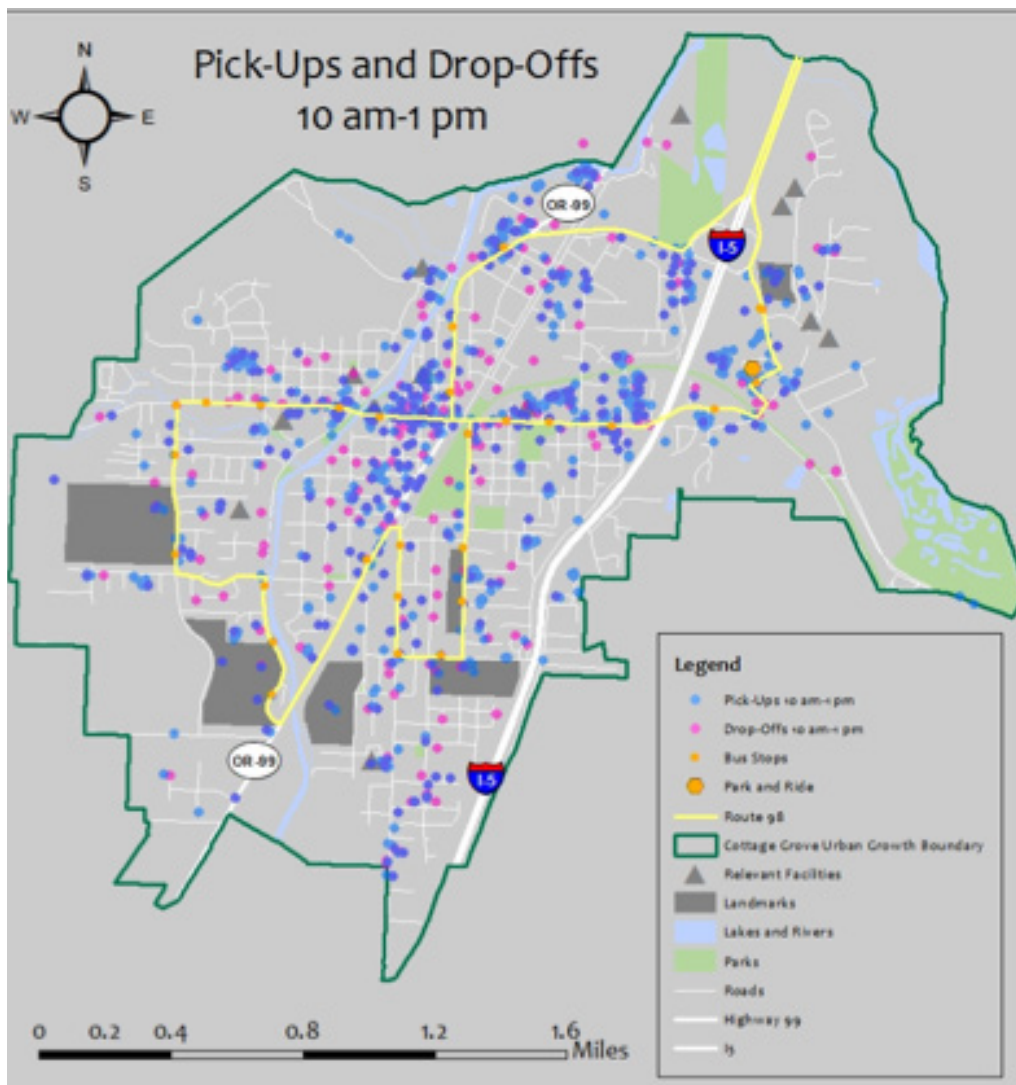 Pick-Ups and Drop-Offs
10 am-1 pm
N
W E
S
OR-99
I-5
OR-99
I-5
Legend
Pick-Ups 10 am-1 pm
Drop-Offs 10 am-1 pm
Bus Stops
Park and Ride
Route 98
Cottage Grove Urban Growth Boundary
Relevant Facilities
Landmarks
Lakes and Rivers
Parks
Roads
Highway 99
I5
0 0.4 0.8 1.2 1.6
Miles